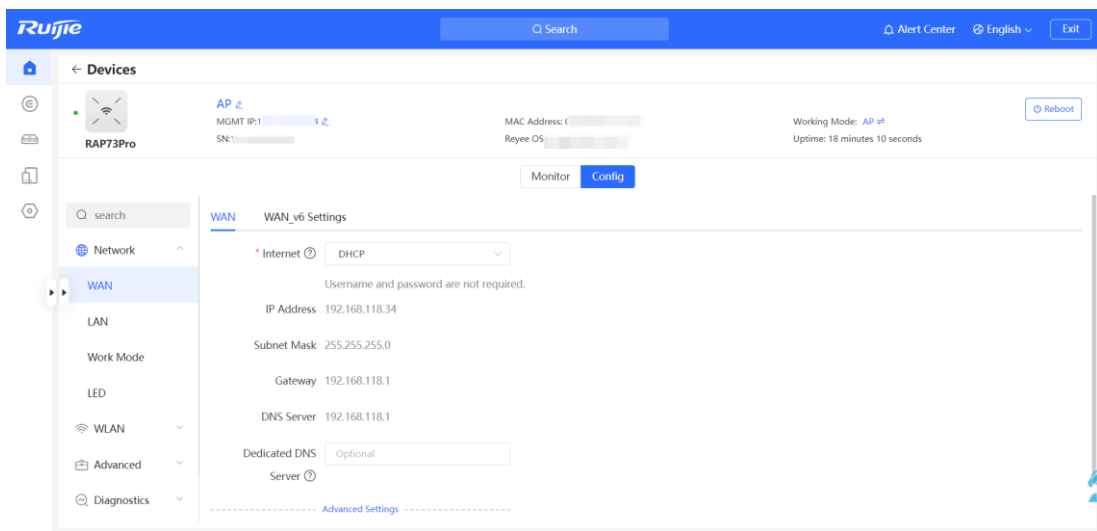 Ruijie
Search
Alert Center
English
Exit
Devices
RAP73Pro
AP
MGMT IP:1 4
SN:
MAC Address:
Reyee OS
Working Mode: AP
Uptime: 18 minutes 10 seconds
Reboot
Monitor
Config
search
Network
WAN
LAN
Work Mode
LED
WLAN
Advanced
Diagnostics
WAN
WAN_v6 Settings
* Internet ? DHCP
Username and password are not required.
IP Address 192.168.118.34
Subnet Mask 255.255.255.0
Gateway 192.168.118.1
DNS Server 192.168.118.1
Dedicated DNS Optional
Server ?
Advanced Settings